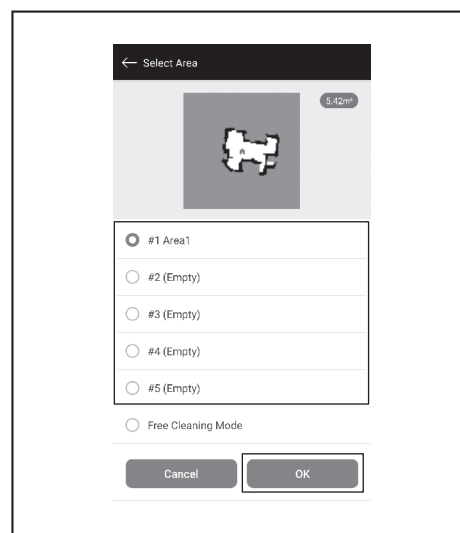 Select Area
5.42m²
#1 Area1
#2 (Empty)
#3 (Empty)
#4 (Empty)
#5 (Empty)
Free Cleaning Mode
Cancel OK